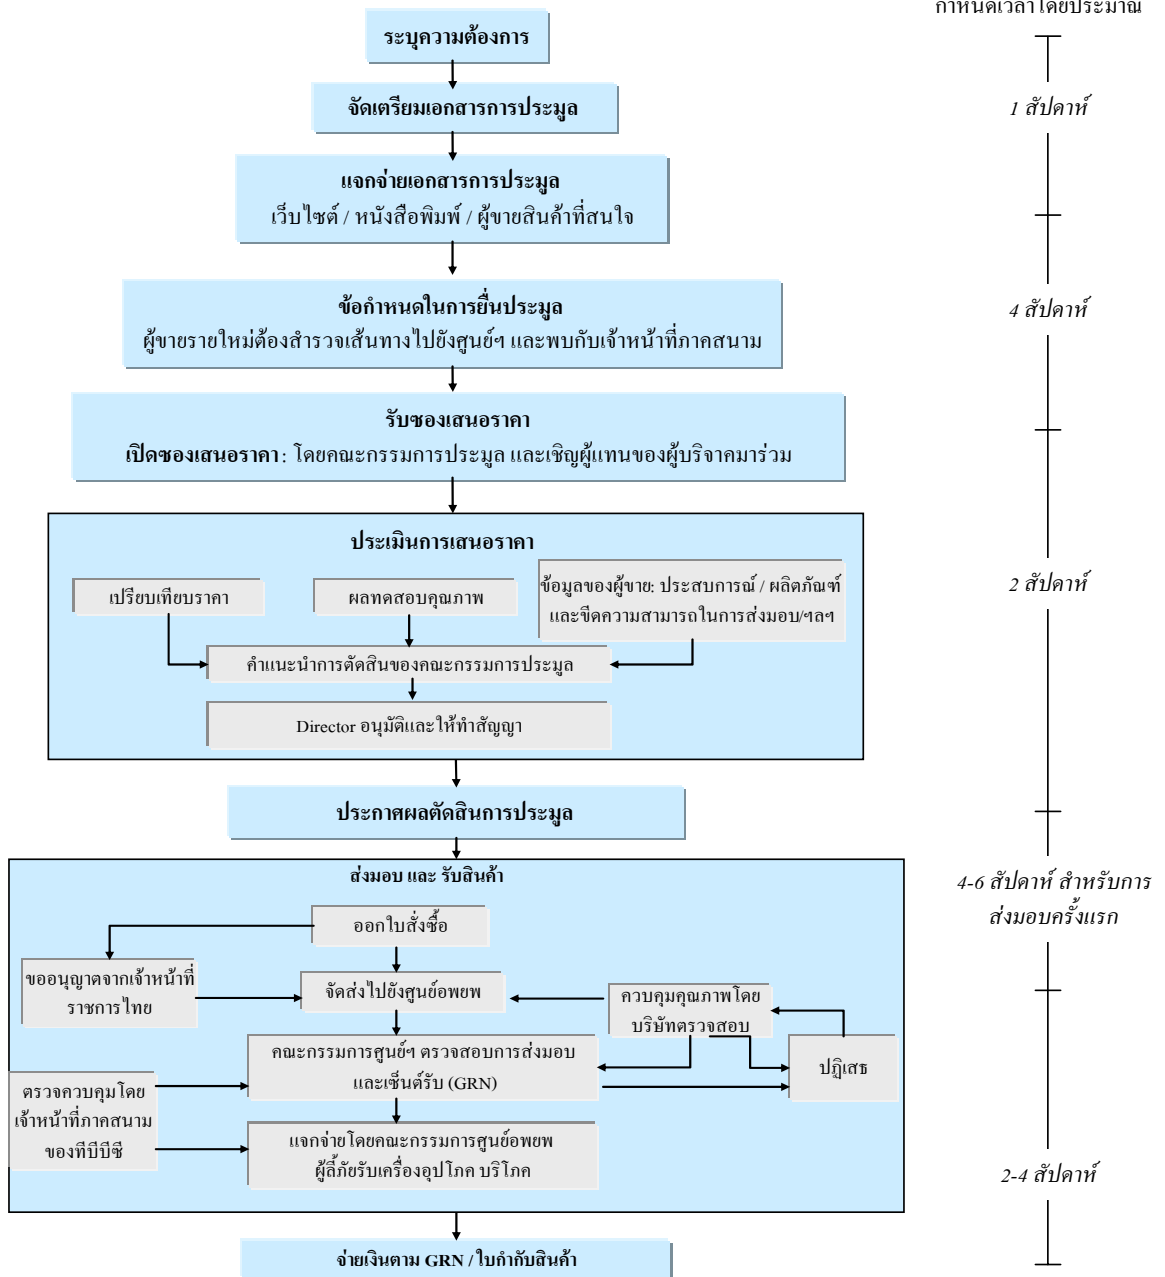 กำหนดเวลาโดยประมาณ
ระบุความต้องการ
จัดเตรียมเอกสารการประมูล
1 สัปดาห์
แจกจ่ายเอกสารการประมูล
เว็บไซต์ / หนังสือพิมพ์ / ผู้ขายสินค้าที่สนใจ
ข้อกำหนดในการยื่นประมูล
ผู้ขายรายใหม่ต้องสำรวจเส้นทางไปยังศูนย์ฯ และพบกับเจ้าหน้าที่ภาคสนาม
4 สัปดาห์
รับซองเสนอราคา
เปิดซองเสนอราคา: โดยคณะกรรมการประมูล และเชิญผู้แทนของผู้บริจาคมาร่วม
ประเมินการเสนอราคา
เปรียบเทียบราคา
ผลทดสอบคุณภาพ
ข้อมูลของผู้ขาย: ประสบการณ์ / ผลิตภัณฑ์
และขีดความสามารถในการส่งมอบ/ฯลฯ
2 สัปดาห์
คำแนะนำการตัดสินของคณะกรรมการประมูล
Director อนุมัติและให้ทำสัญญา
ประกาศผลตัดสินการประมูล
ส่งมอบ และ รับสินค้า
4-6 สัปดาห์ สำหรับการ
ส่งมอบครั้งแรก
ออกใบสั่งซื้อ
ขออนุญาตจากเจ้าหน้าที่
ราชการไทย
จัดส่งไปยังศูนย์อพยพ
ควบคุมคุณภาพโดย
บริษัทตรวจสอบ
คณะกรรมการศูนย์ฯ ตรวจสอบการส่งมอบ
และเซ็นต์รับ (GRN)
ปฏิเสธ
ตรวจควบคุมโดย
เจ้าหน้าที่ภาคสนาม
ของทีบีบีซี
แจกจ่ายโดยคณะกรรมการศูนย์อพยพ
ผู้ลี้ภัยรับเครื่องอุปโภค บริโภค
2-4 สัปดาห์
จ่ายเงินตาม GRN / ใบกำกับสินค้า